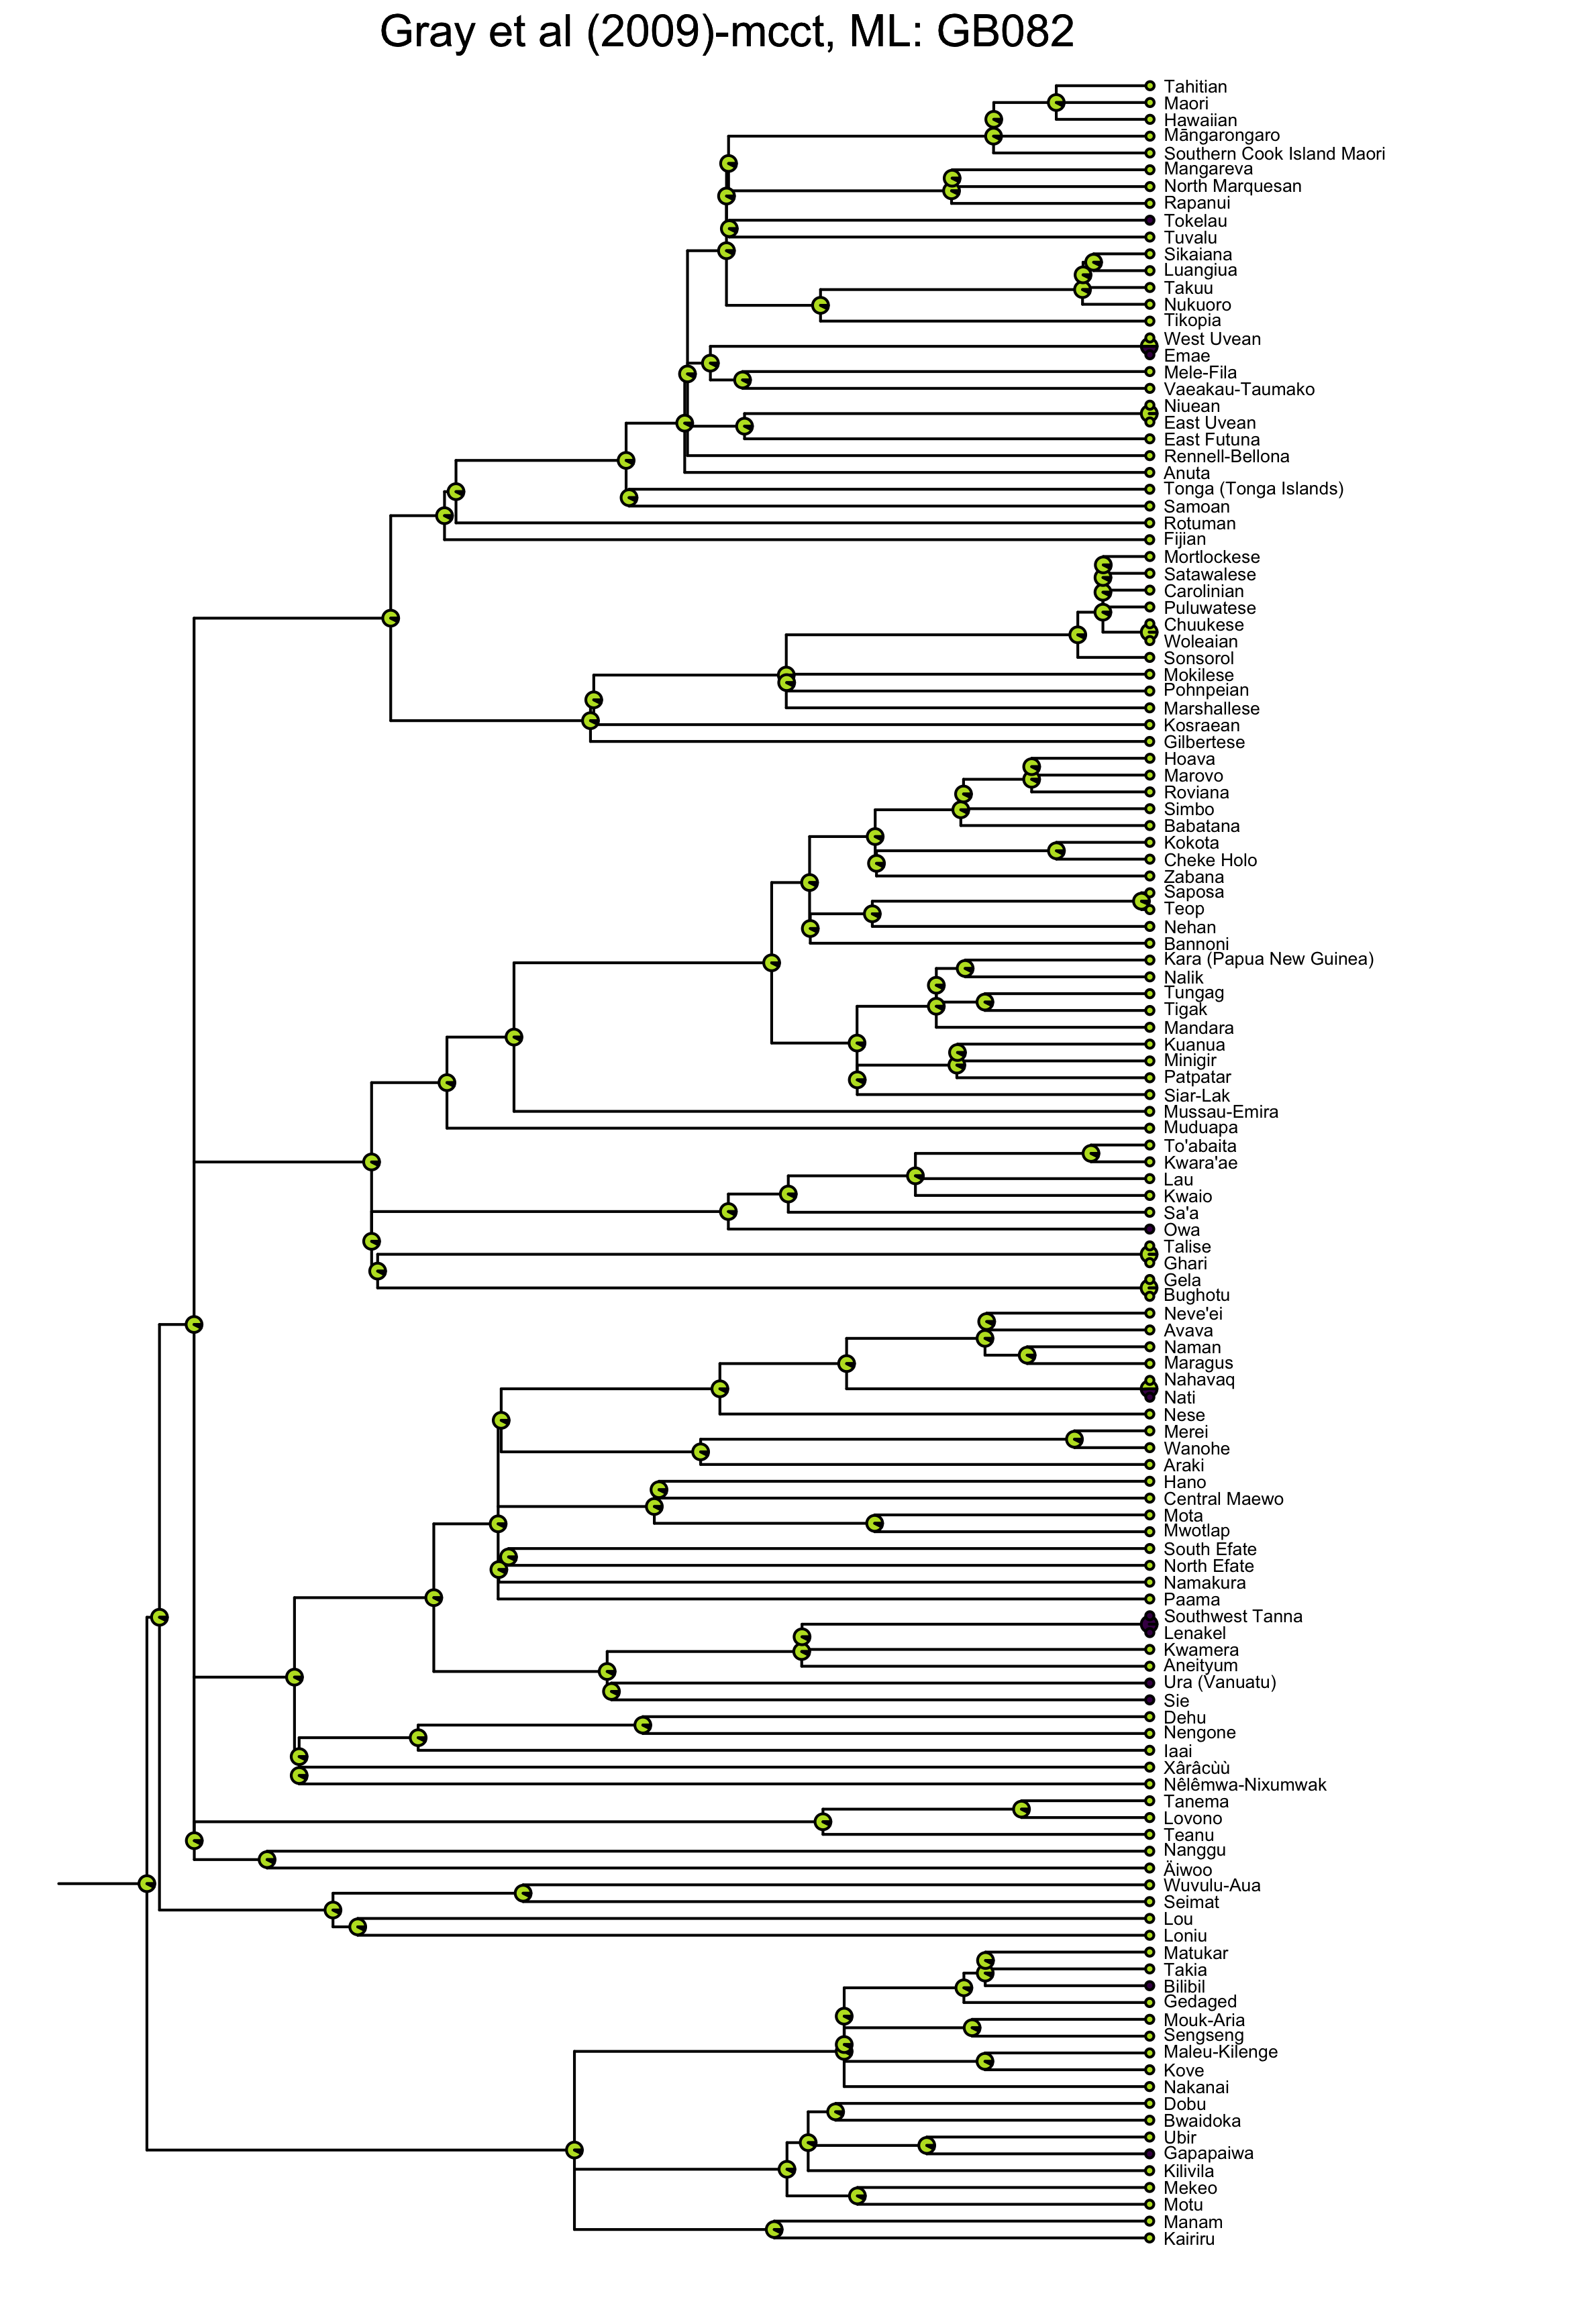 Gray et al (2009)-mcct, ML: GB082
Tahitian
Maori
Hawaiian
Māngarongaro
Southern Cook Island Maori
Mangareva
North Marquesan
Rapanui
Tokelau
Tuvalu
Sikaiana
Luangiua
Takuu
Nukuoro
Tikopia
West Uvean
Emae
Mele-Fila
Vaeakau-Taumako
Niuean
East Uvean
East Futuna
Rennell-Bellona
Anuta
Tonga (Tonga Islands)
Samoan
Rotuman
Fijian
Mortlockese
Satawalese
Carolinian
Puluwatese
Chuukese
Woleaian
Sonsorol
Mokilese
Pohnpeian
Marshallese
Kosraean
Gilbertese
Hoava
Marovo
Roviana
Simbo
Babatana
Kokota
Cheke Holo
Zabana
Saposa
Teop
Nehan
Bannoni
Kara (Papua New Guinea)
Nalik
Tungag
Tigak
Mandara
Kuanua
Minigir
Patpatar
Siar-Lak
Mussau-Emira
Muduapa
To'abaita
Kwara'ae
Lau
Kwaio
Sa'a
Owa
Talise
Ghari
Gela
Bughotu
Neve'ei
Avava
Naman
Maragus
Nahavaq
Nati
Nese
Merei
Wanohe
Araki
Hano
Central Maewo
Mota
Mwotlap
South Efate
North Efate
Namakura
Paama
Southwest Tanna
Lenakel
Kwamera
Aneityum
Ura (Vanuatu)
Sie
Dehu
Nengone
Iaai
Xârâcùù
Nêlêmwa-Nixumwak
Tanema
Lovono
Teanu
Nanggu
Äiwoo
Wuvulu-Aua
Seimat
Lou
Loniu
Matukar
Takia
Bilibil
Gedaged
Mouk-Aria
Sengseng
Maleu-Kilenge
Kove
Nakanai
Dobu
Bwaidoka
Ubir
Gapapaiwa
Kilivila
Mekeo
Motu
Manam
Kairiru